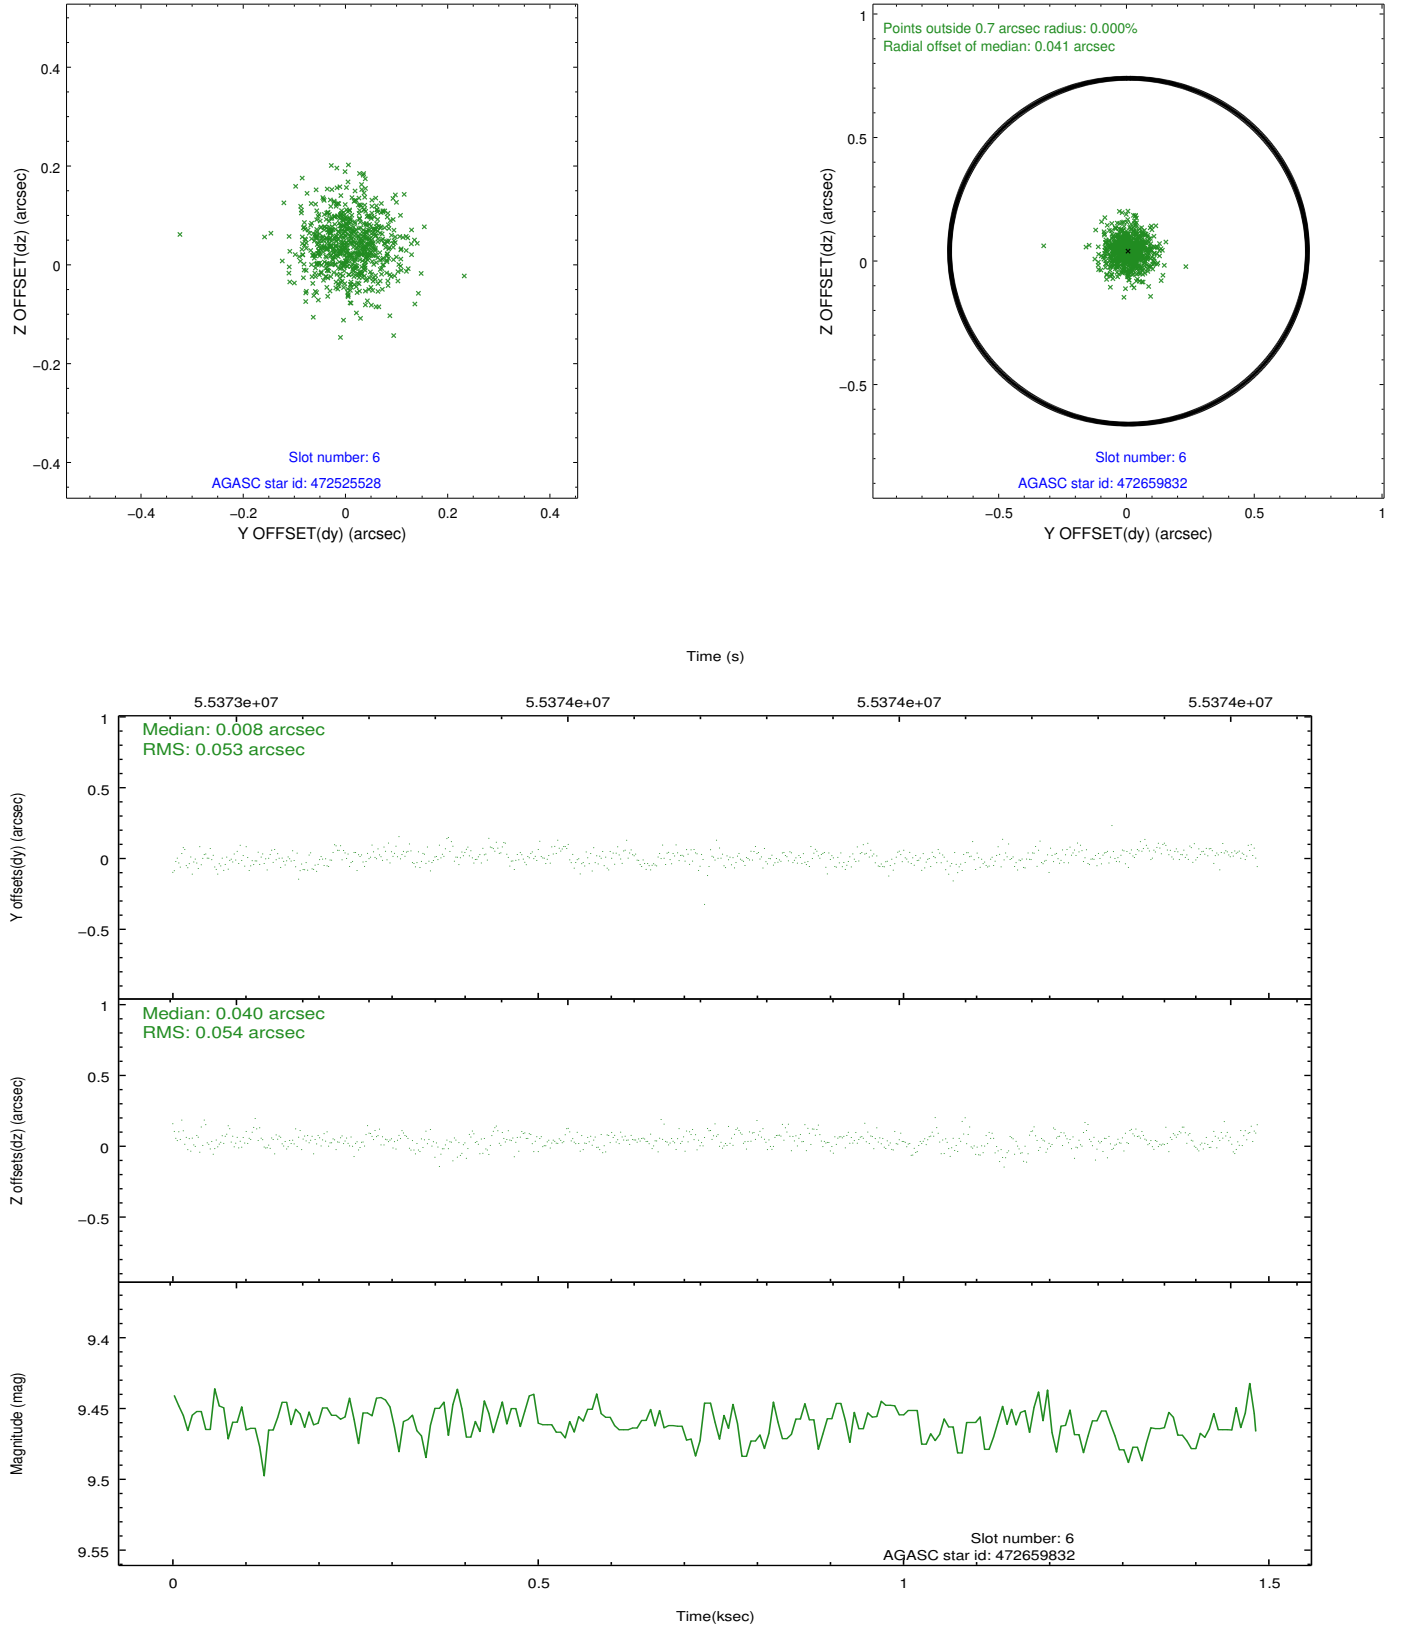 0.4
0.2
0
−0.2
−0.4
Z OFFSET(dz) (arcsec)
Slot number: 6
AGASC star id: 472525528
−0.4 −0.2 0 0.2 0.4
Y OFFSET(dy) (arcsec)
Points outside 0.7 arcsec radius: 0.000%
Radial offset of median: 0.041 arcsec
1
0.5
0
−0.5
Z OFFSET(dz) (arcsec)
Slot number: 6
AGASC star id: 472659832
−0.5 0 0.5 1
Y OFFSET(dy) (arcsec)
Time (s)
5.5373e+07 5.5374e+07 5.5374e+07 5.5374e+07
Median: 0.008 arcsec
RMS: 0.053 arcsec
1
0.5
0
−0.5
Y offsets(dy) (arcsec)
Median: 0.040 arcsec
RMS: 0.054 arcsec
1
0.5
0
−0.5
Z offsets(dz) (arcsec)
9.4
9.45
9.5
9.55
Magnitude (mag)
Slot number: 6
AGASC star id: 472659832
0 0.5 1 1.5
Time(ksec)